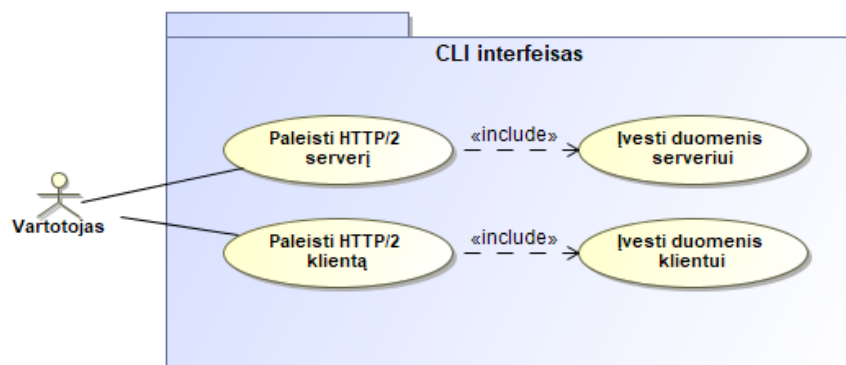 CLI interfeisas
Paleisti HTTP/2
serverį
«include»
Įvesti duomenis
serveriui
Vartotojas
Paleisti HTTP/2
klientą
«include»
Įvesti duomenis
klientui